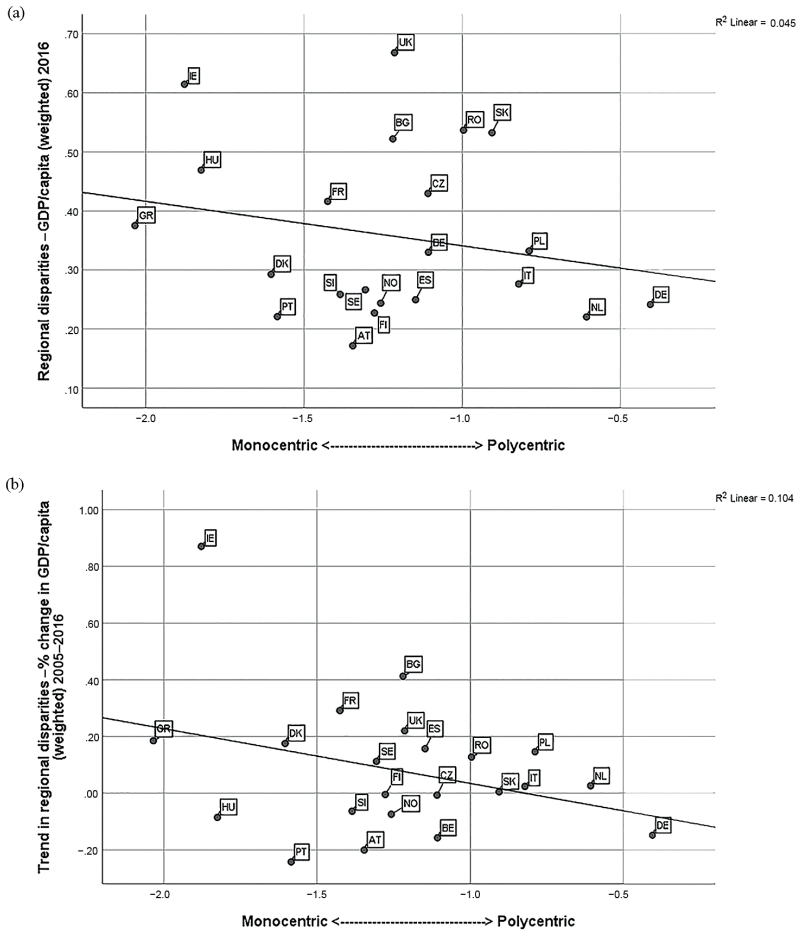 (a)
R² Linear = 0.045
Regional disparities – GDP/capita (weighted) 2016
.70
.60
.50
.40
.30
.20
.10
UK
IE
RO
SK
BG
HU
CZ
FR
GR
BE
PL
DK
SI
NO
ES
IT
SE
DE
PT
NL
FI
AT
−2.0
−1.5
−1.0
−0.5
Monocentric <------------------------------> Polycentric
(b)
R² Linear = 0.104
Trend in regional disparities – % change in GDP/capita
(weighted) 2005–2016
1.00
.80
.60
.40
.20
.00
−.20
IE
BG
FR
GR
DK
UK
ES
SE
RO
PL
FI
CZ
SK
IT
NL
HU
SI
NO
BE
DE
PT
AT
−2.0
−1.5
−1.0
−0.5
Monocentric <------------------------------> Polycentric